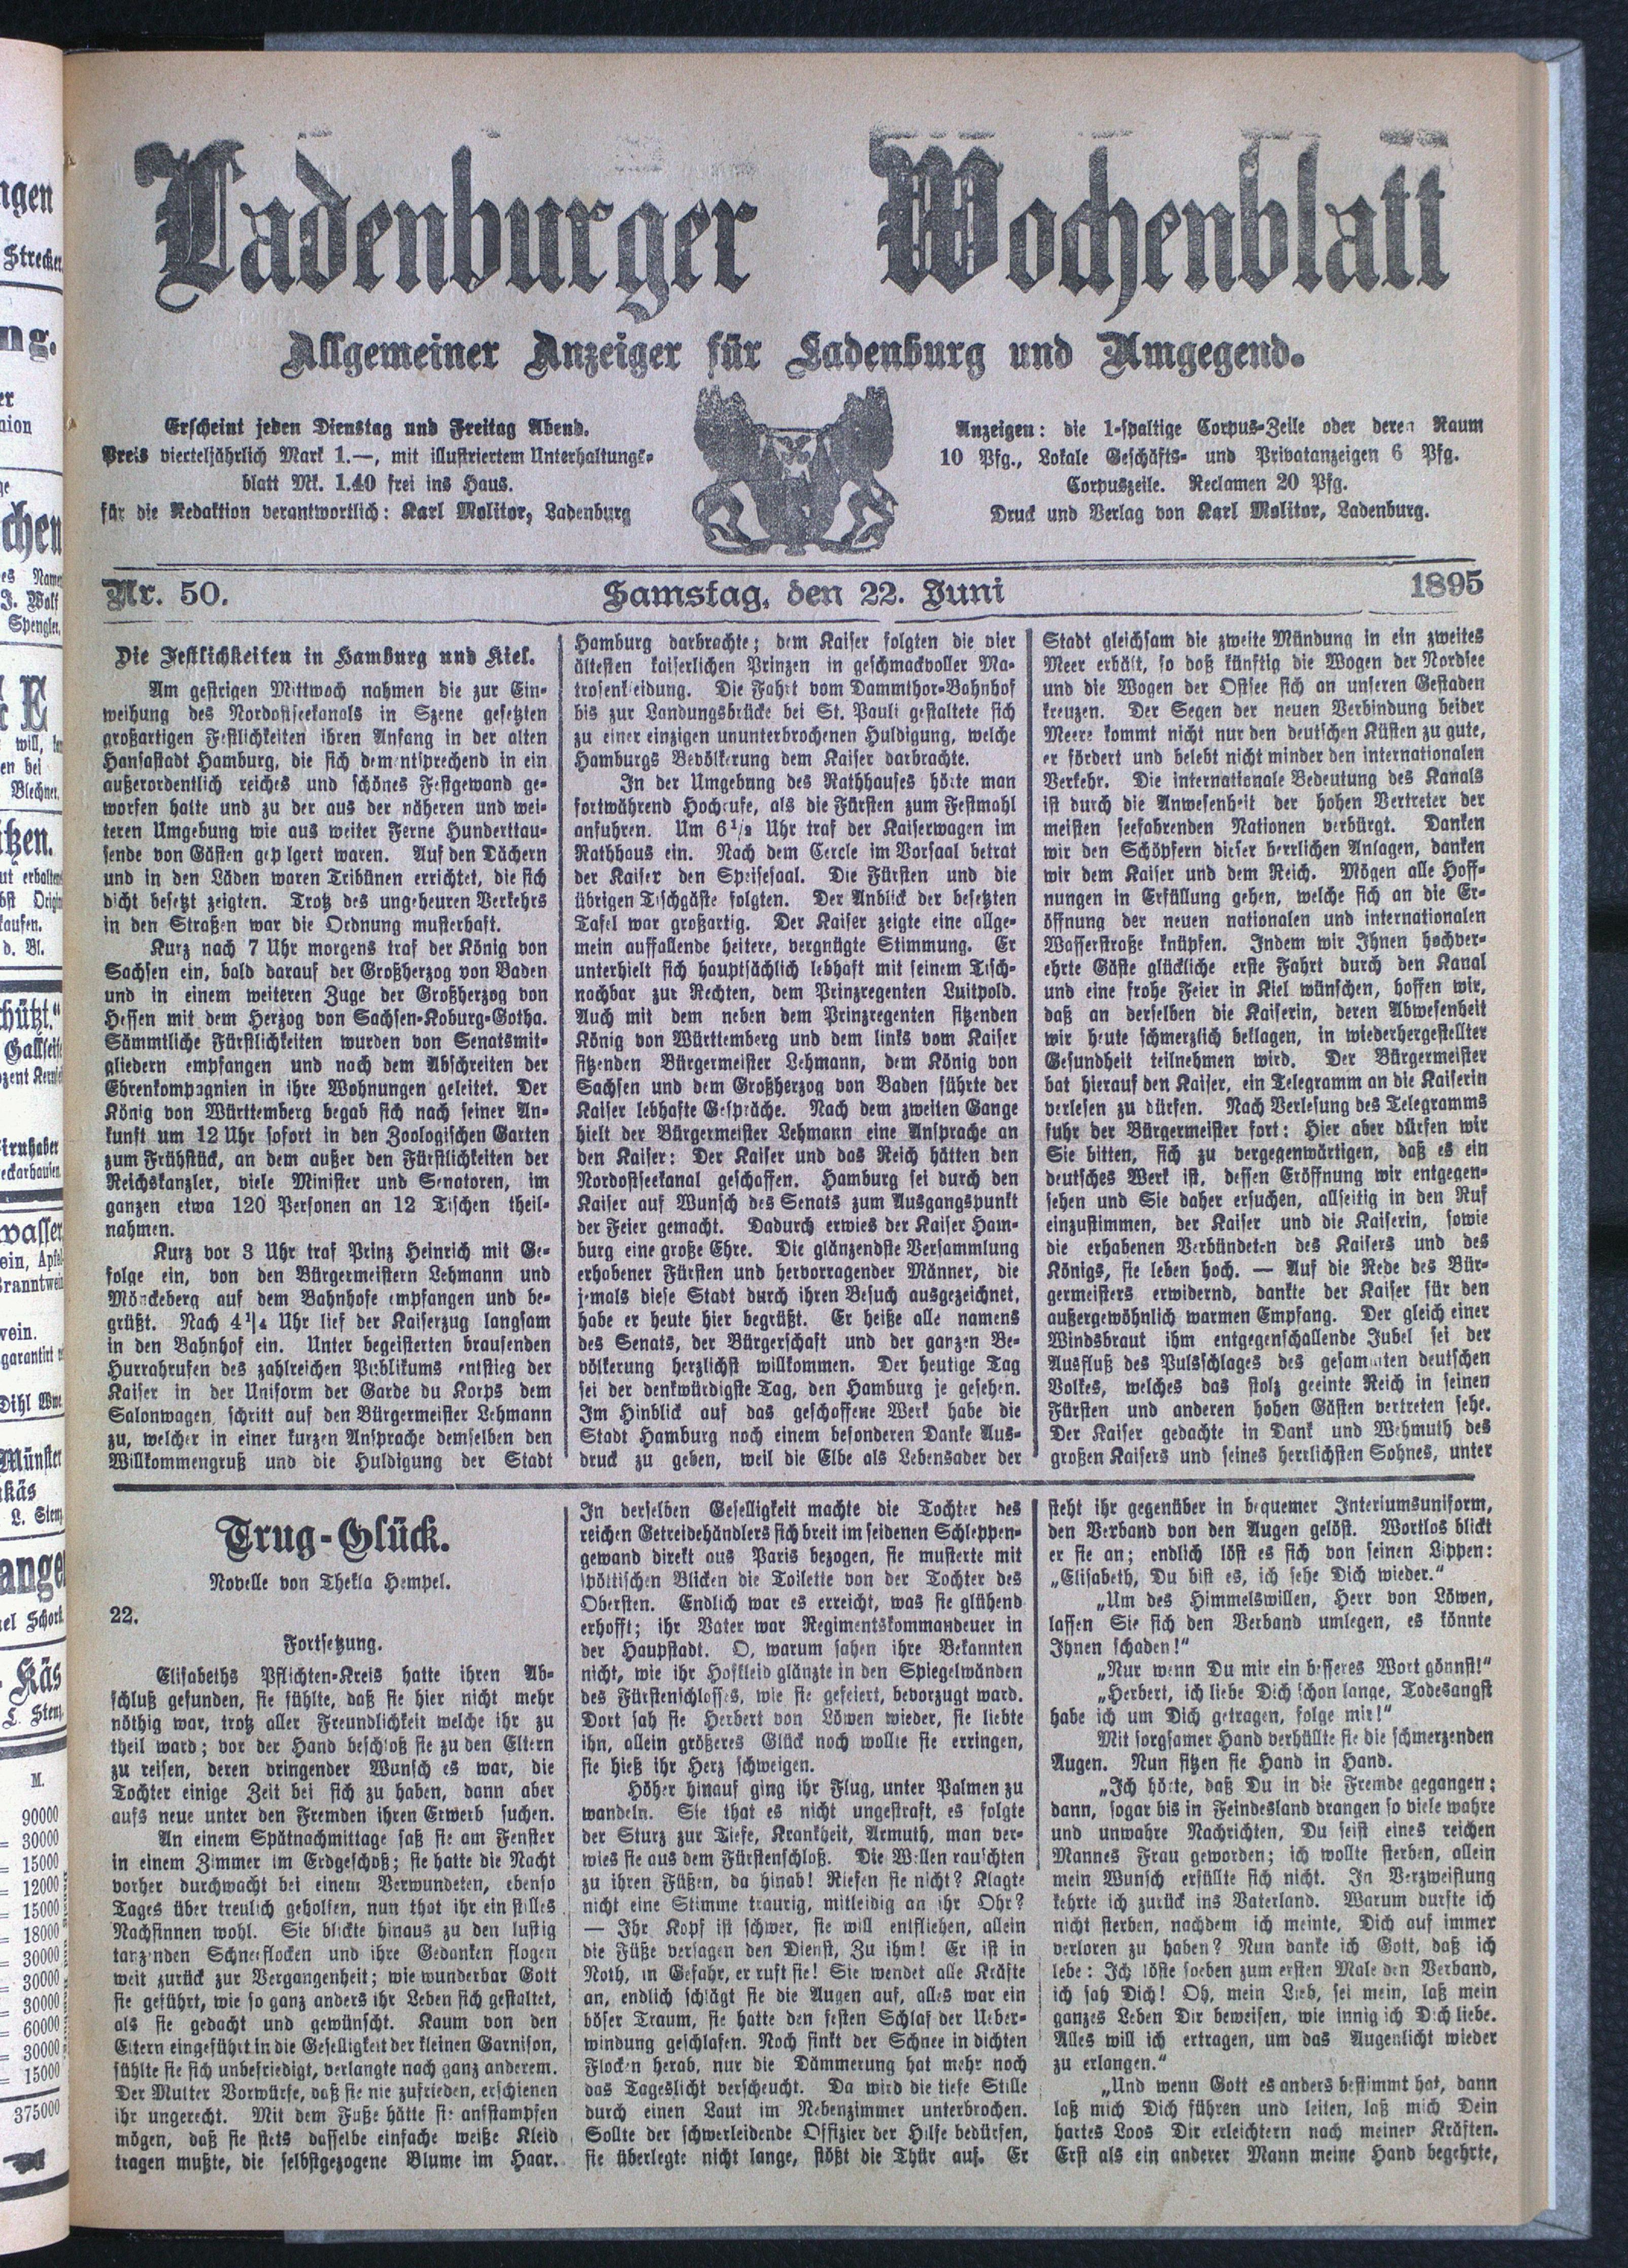 Ladenburger Wochenblatt
Allgemeiner Anzeiger für Ladenburg und Umgegend.
Erscheint jeden Dienstag und Freitag Abend.
Preis vierteljährlich Mark 1.—, mit illustriertem Unterhaltungs-
blatt Mk. 1.40 frei ins Haus.
für die Redaktion verantwortlich: Karl Molitor, Ladenburg
Anzeigen: die 1-spaltige Corpus-Zeile oder deren Raum
10 Pfg., Lokale Geschäfts- und Privatanzeigen 6 Pfg.
Corpuszeile. Reclamen 20 Pfg.
Druck und Verlag von Karl Molitor, Ladenburg.
Nr. 50.
Samstag, den 22. Juni
1895
Die Festlichkeiten in Hamburg und Kiel.
Am gestrigen Mittwoch nahmen die zur Ein-
weihung des Nordostseekanals in Szene gesetzten
großartigen Festlichkeiten ihren Anfang in der alten
Hansastadt Hamburg, die sich dementsprechend in ein
außerordentlich reiches und schönes Festgewand ge-
worfen hatte und zu der aus der näheren und wei-
teren Umgebung wie aus weiter Ferne Hunderttau-
sende von Gästen gepilgert waren. Auf den Dächern
und in den Läden waren Tribünen errichtet, die sich
dicht besetzt zeigten. Trotz des ungeheuren Verkehrs
in den Straßen war die Ordnung musterhaft.
Kurz nach 7 Uhr morgens traf der König von
Sachsen ein, bald darauf der Großherzog von Baden
und in einem weiteren Zuge der Großherzog von
Hessen mit dem Herzog von Sachsen-Koburg-Gotha.
Sämmtliche Fürstlichkeiten wurden von Senatsmit-
gliedern empfangen und nach dem Abschreiten der
Ehrenkompagnien in ihre Wohnungen geleitet. Der
König von Württemberg begab sich nach seiner An-
kunft um 12 Uhr sofort in den Zoologischen Garten
zum Frühstück, an dem außer den Fürstlichkeiten der
Reichskanzler, viele Minister und Senatoren, im
ganzen etwa 120 Personen an 12 Tischen theil-
nahmen.
Kurz vor 3 Uhr traf Prinz Heinrich mit Ge-
folge ein, von den Bürgermeistern Lehmann und
Mönckeberg auf dem Bahnhofe empfangen und be-
grüßt. Nach 4¼ Uhr lief der Kaiserzug langsam
in den Bahnhof ein. Unter begeisterten brausenden
Hurrahrufen des zahlreichen Publikums entstieg der
Kaiser in der Uniform der Garde du Korps dem
Salonwagen, schritt auf den Bürgermeister Lehmann
zu, welcher in einer kurzen Ansprache demselben den
Willkommengruß und die Huldigung der Stadt
Hamburg darbrachte; dem Kaiser folgten die vier
ältesten kaiserlichen Prinzen in geschmackvoller Ma-
trosenkleidung. Die Fahrt vom Dammthor-Bahnhof
bis zur Landungsbrücke bei St. Pauli gestaltete sich
zu einer einzigen ununterbrochenen Huldigung, welche
Hamburgs Bevölkerung dem Kaiser darbrachte.
In der Umgebung des Rathhauses hörte man
fortwährend Hochrufe, als die Fürsten zum Festmahl
anfuhren. Um 6½ Uhr traf der Kaiserwagen im
Rathhaus ein. Nach dem Cercle im Vorsaal betrat
der Kaiser den Speisesaal. Die Fürsten und die
übrigen Tischgäste folgten. Der Anblick der besetzten
Tafel war großartig. Der Kaiser zeigte eine allge-
mein auffallende heitere, vergnügte Stimmung. Er
unterhielt sich hauptsächlich lebhaft mit seinem Tisch-
nachbar zur Rechten, dem Prinzregenten Luitpold.
Auch mit dem neben dem Prinzregenten sitzenden
König von Württemberg und dem links vom Kaiser
sitzenden Bürgermeister Lehmann, dem König von
Sachsen und dem Großherzog von Baden führte der
Kaiser lebhafte Gespräche. Nach dem zweiten Gange
hielt der Bürgermeister Lehmann eine Ansprache an
den Kaiser: Der Kaiser und das Reich hätten den
Nordostseekanal geschaffen. Hamburg sei durch den
Kaiser auf Wunsch des Senats zum Ausgangspunkt
der Feier gemacht. Dadurch erwies der Kaiser Ham-
burg eine große Ehre. Die glänzendste Versammlung
erhobener Fürsten und hervorragender Männer, die
jemals diese Stadt durch ihren Besuch ausgezeichnet,
habe er heute hier begrüßt. Er heiße alle namens
des Senats, der Bürgerschaft und der ganzen Be-
völkerung herzlichst willkommen. Der heutige Tag
sei der denkwürdigste Tag, den Hamburg je gesehen.
Im Hinblick auf das geschaffene Werk habe die
Stadt Hamburg noch einem besonderen Danke Aus-
druck zu geben, weil die Elbe als Lebensader der
Stadt gleichsam die zweite Mündung in ein zweites
Meer erhält, so daß künftig die Wogen der Nordsee
und die Wogen der Ostsee sich an unseren Gestaden
kreuzen. Der Segen der neuen Verbindung beider
Meere kommt nicht nur den deutschen Küsten zu gute,
er fördert und belebt nicht minder den internationalen
Verkehr. Die internationale Bedeutung des Kanals
ist durch die Anwesenheit der hohen Vertreter der
meisten seefahrenden Nationen verbürgt. Danken
wir den Schöpfern dieser herrlichen Anlagen, danken
wir dem Kaiser und dem Reich. Mögen alle Hoff-
nungen in Erfüllung gehen, welche sich an die Er-
öffnung der neuen nationalen und internationalen
Wasserstraße knüpfen. Indem wir Ihnen hochver-
ehrte Gäste glückliche erste Fahrt durch den Kanal
und eine frohe Feier in Kiel wünschen, hoffen wir,
daß an derselben die Kaiserin, deren Abwesenheit
wir heute schmerzlich beklagen, in wiederhergestellter
Gesundheit teilnehmen wird. Der Bürgermeister
bat hierauf den Kaiser, ein Telegramm an die Kaiserin
verlesen zu dürfen. Nach Verlesung des Telegramms
fuhr der Bürgermeister fort: Hier aber dürfen wir
Sie bitten, sich zu vergegenwärtigen, daß es ein
deutsches Werk ist, dessen Eröffnung wir entgegen-
sehen und Sie daher ersuchen, allseitig in den Ruf
einzustimmen, der Kaiser und die Kaiserin, sowie
die erhabenen Verbündeten des Kaisers und des
Königs, sie leben hoch. — Auf die Rede des Bür-
germeisters erwidernd, dankte der Kaiser für den
außergewöhnlich warmen Empfang. Der gleich einer
Windsbraut ihm entgegenschallende Jubel sei der
Ausfluß des Pulsschlages des gesammten deutschen
Volkes, welches das stolz geeinte Reich in seinen
Fürsten und anderen hohen Gästen vertreten sehe.
Der Kaiser gedachte in Dank und Wehmuth des
großen Kaisers und seines herrlichsten Sohnes, unter
Trug-Glück.
Novelle von Thekla Hempel.
22.
Fortsetzung.
Elisabeths Pflichten-Kreis hatte ihren Ab-
schluß gefunden, sie fühlte, daß sie hier nicht mehr
nöthig war, trotz aller Freundlichkeit welche ihr zu
theil ward; vor der Hand beschloß sie zu den Eltern
zu reisen, deren dringender Wunsch es war, die
Tochter einige Zeit bei sich zu haben, dann aber
aufs neue unter den Fremden ihren Erwerb suchen.
An einem Spätnachmittage saß sie am Fenster
in einem Zimmer im Erdgeschoß; sie hatte die Nacht
vorher durchwacht bei einem Verwundeten, ebenso
Tages über treulich geholfen, nun that ihr ein stilles
Nachsinnen wohl. Sie blickte hinaus zu den lustig
tanzenden Schneeflocken und ihre Gedanken flogen
weit zurück zur Vergangenheit; wie wunderbar Gott
sie geführt, wie so ganz anders ihr Leben sich gestaltet,
als sie gedacht und gewünscht. Kaum von den
Eltern eingeführt in die Geselligkeit der kleinen Garnison,
fühlte sie sich unbefriedigt, verlangte nach ganz anderem.
Der Mutter Vorwürfe, daß sie nie zufrieden, erschienen
ihr ungerecht. Mit dem Fuße hätte sie aufstampfen
mögen, daß sie stets dasselbe einfache weiße Kleid
tragen mußte, die selbstgezogene Blume im Haar.
In derselben Geselligkeit machte die Tochter des
reichen Getreidehändlers sich breit im seidenen Schleppen-
gewand direkt aus Paris bezogen, sie musterte mit
spöttischen Blicken die Toilette von der Tochter des
Obersten. Endlich war es erreicht, was sie glühend
erhofft; ihr Vater war Regimentskommandeur in
der Haupstadt. O, warum sahen ihre Bekannten
nicht, wie ihr Hofkleid glänzte in den Spiegelwänden
des Fürstenschlosses, wie sie gefeiert, bevorzugt ward.
Dort sah sie Herbert von Löwen wieder, sie liebte
ihn, allein größeres Glück noch wollte sie erringen,
sie hieß ihr Herz schweigen.
Höher hinauf ging ihr Flug, unter Palmen zu
wandeln. Sie that es nicht ungestraft, es folgte
der Sturz zur Tiefe, Krankheit, Armuth, man ver-
wies sie aus dem Fürstenschloß. Die Wellen rauschten
zu ihren Füßen, da hinab! Riefen sie nicht? Klagte
nicht eine Stimme traurig, mitleidig an ihr Ohr?
— Ihr Kopf ist schwer, sie will entfliehen, allein
die Füße versagen den Dienst, Zu ihm! Er ist in
Noth, in Gefahr, er ruft sie! Sie wendet alle Kräfte
an, endlich schlägt sie die Augen auf, alles war ein
böser Traum, sie hatte den festen Schlaf der Ueber-
windung geschlafen. Noch sinkt der Schnee in dichten
Flocken herab, nur die Dämmerung hat mehr noch
das Tageslicht verscheucht. Da wird die tiefe Stille
durch einen Laut im Nebenzimmer unterbrochen.
Sollte der schwerleidende Offizier der Hilfe bedürfen,
sie überlegte nicht lange, stößt die Thür auf. Er
steht ihr gegenüber in bequemer Interiumsuniform,
den Verband von den Augen gelöst. Wortlos blickt
er sie an; endlich löst es sich von seinen Lippen:
„Elisabeth, Du bist es, ich sehe Dich wieder.“
„Um des Himmelswillen, Herr von Löwen,
lassen Sie sich den Verband umlegen, es könnte
Ihnen schaden!“
„Nur wenn Du mir ein besseres Wort gönnst!“
„Herbert, ich liebe Dich schon lange, Todesangst
habe ich um Dich getragen, folge mir!“
Mit sorgsamer Hand verhüllte sie die schmerzenden
Augen. Nun sitzen sie Hand in Hand.
„Ich hörte, daß Du in die Fremde gegangen;
dann, sogar bis in Feindesland drangen so viele wahre
und unwahre Nachrichten, Du seist eines reichen
Mannes Frau geworden; ich wollte sterben, allein
mein Wunsch erfüllte sich nicht. In Verzweiflung
kehrte ich zurück ins Vaterland. Warum durfte ich
nicht sterben, nachdem ich meinte, Dich auf immer
verloren zu haben? Nun danke ich Gott, daß ich
lebe: Ich löste soeben zum ersten Male den Verband,
ich sah Dich! Oh, mein Lieb, sei mein, laß mein
ganzes Leben Dir beweisen, wie innig ich Dich liebe.
Alles will ich ertragen, um das Augenlicht wieder
zu erlangen.“
„Und wenn Gott es anders bestimmt hat, dann
laß mich Dich führen und leiten, laß mich Dein
hartes Loos Dir erleichtern nach meinen Kräften.
Erst als ein anderer Mann meine Hand begehrte,